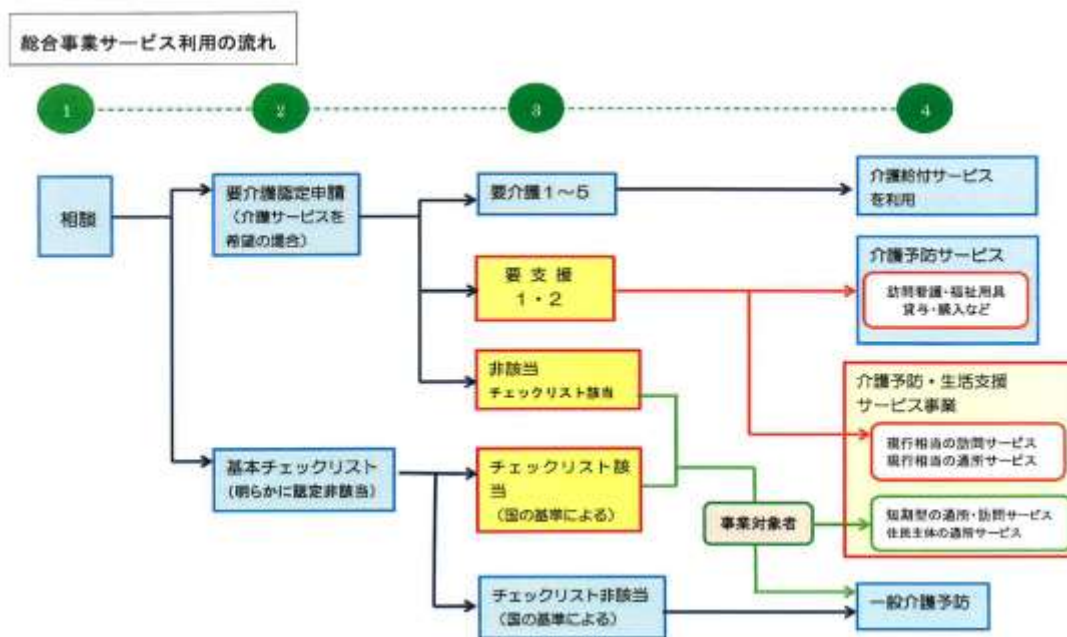 総合事業サービス利用の流れ
1
2
3
4
相談
要介護認定申請
（介護サービスを
希望の場合）
要介護１～５
介護給付サービス
を利用
要 支 援
１・２
介護予防サービス
訪問看護・福祉用具
貸与・購入など
非該当
チェックリスト該当
介護予防・生活支援
サービス事業
現行相当の訪問サービス
現行相当の通所サービス
基本チェックリスト
（明らかに認定非該当）
チェックリスト該
当
（国の基準による）
事業対象者
短期型の通所・訪問サービス
住民主体の通所サービス
チェックリスト非該当
（国の基準による）
一般介護予防